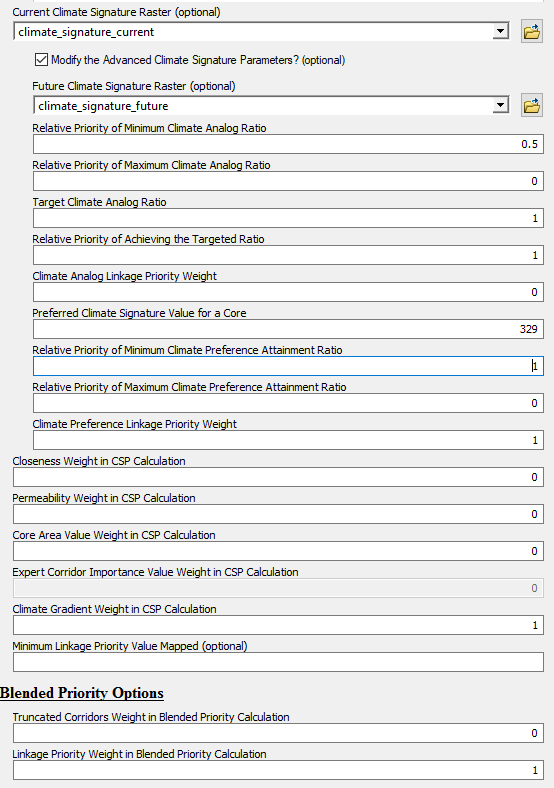 Current Climate Signature Raster (optional)
climate_signature_current
Modify the Advanced Climate Signature Parameters? (optional)
Future Climate Signature Raster (optional)
climate_signature_future
Relative Priority of Minimum Climate Analog Ratio
0.5
Relative Priority of Maximum Climate Analog Ratio
0
Target Climate Analog Ratio
1
Relative Priority of Achieving the Targeted Ratio
1
Climate Analog Linkage Priority Weight
0
Preferred Climate Signature Value for a Core
329
Relative Priority of Minimum Climate Preference Attainment Ratio
1
Relative Priority of Maximum Climate Preference Attainment Ratio
0
Climate Preference Linkage Priority Weight
1
Closeness Weight in CSP Calculation
0
Permeability Weight in CSP Calculation
0
Core Area Value Weight in CSP Calculation
0
Expert Corridor Importance Value Weight in CSP Calculation
0
Climate Gradient Weight in CSP Calculation
1
Minimum Linkage Priority Value Mapped (optional)
Blended Priority Options
Truncated Corridors Weight in Blended Priority Calculation
0
Linkage Priority Weight in Blended Priority Calculation
1